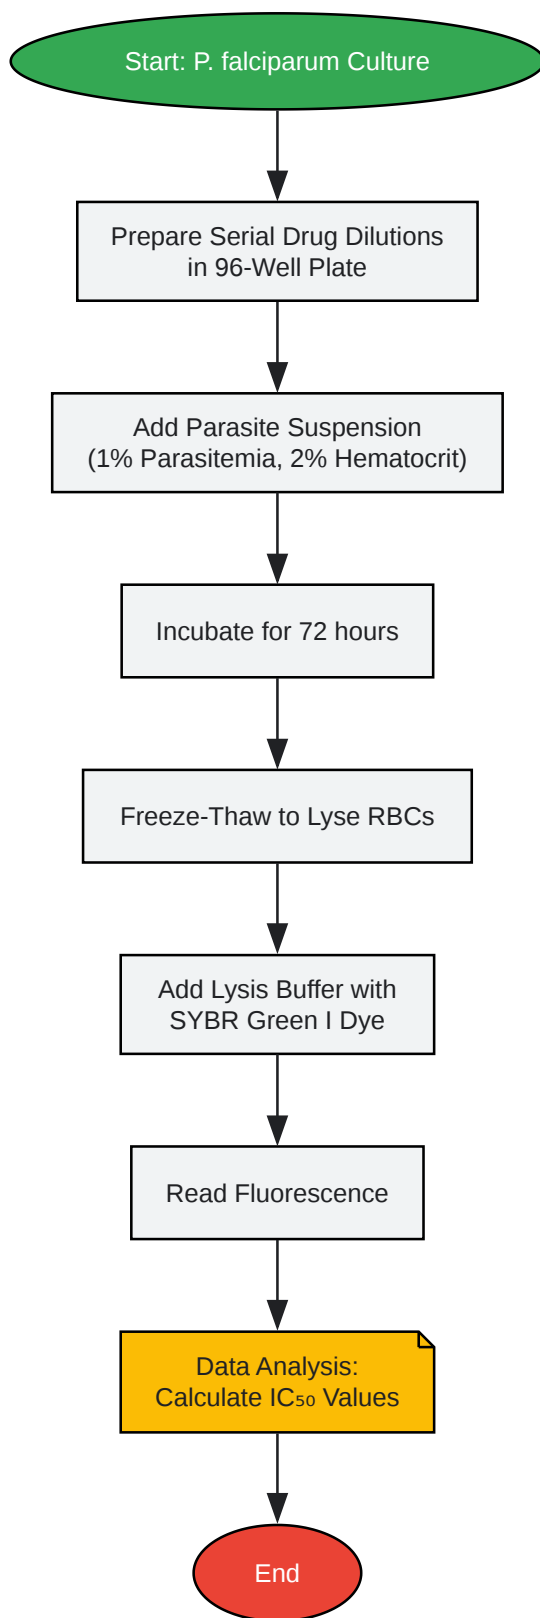 Start: P. falciparum Culture
Prepare Serial Drug Dilutions
in 96-Well Plate
Add Parasite Suspension
(1% Parasitemia, 2% Hematocrit)
Incubate for 72 hours
Freeze-Thaw to Lyse RBCs
Add Lysis Buffer with
SYBR Green I Dye
Read Fluorescence
Data Analysis:
Calculate IC₅₀ Values
End